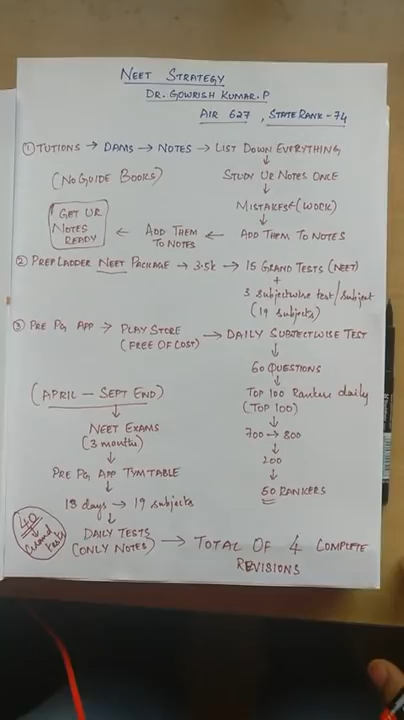 NEET STRATEGY
DR. GOWRISH KUMAR.P
AIR 627, STATE RANK-74
① TUTIONS → DAMS → NOTES → LIST DOWN EVERYTHING
↓
(NO GUIDE BOOKS)
STUDY UR NOTES ONCE
↓
MISTAKES (WORK)
↓
ADD THEM TO NOTES
← ADD THEM
TO NOTES
← GET UR
NOTES
READY
② PREPLADDER NEET PACKAGE → 3.5k → 15 GRAND TESTS (NEET)
+
3 subjectwise test/subject
(19 subjects)
③ PRE PG APP → PLAY STORE
(FREE OF COST)
→ DAILY SUBJECTWISE TEST
↓
60 QUESTIONS
↓
TOP 100 Rankers daily
(TOP 100)
↓
700 → 800
↓
200
↓
50 RANKERS
(APRIL - SEPT END)
↓
NEET EXAMS
(3 months)
↓
PRE PG APP TYMTABLE
↓
18 days → 19 subjects
↓
DAILY TESTS
(ONLY NOTES)
→ TOTAL OF 4 COMPLETE
REVISIONS
40
↓
Grand
tests